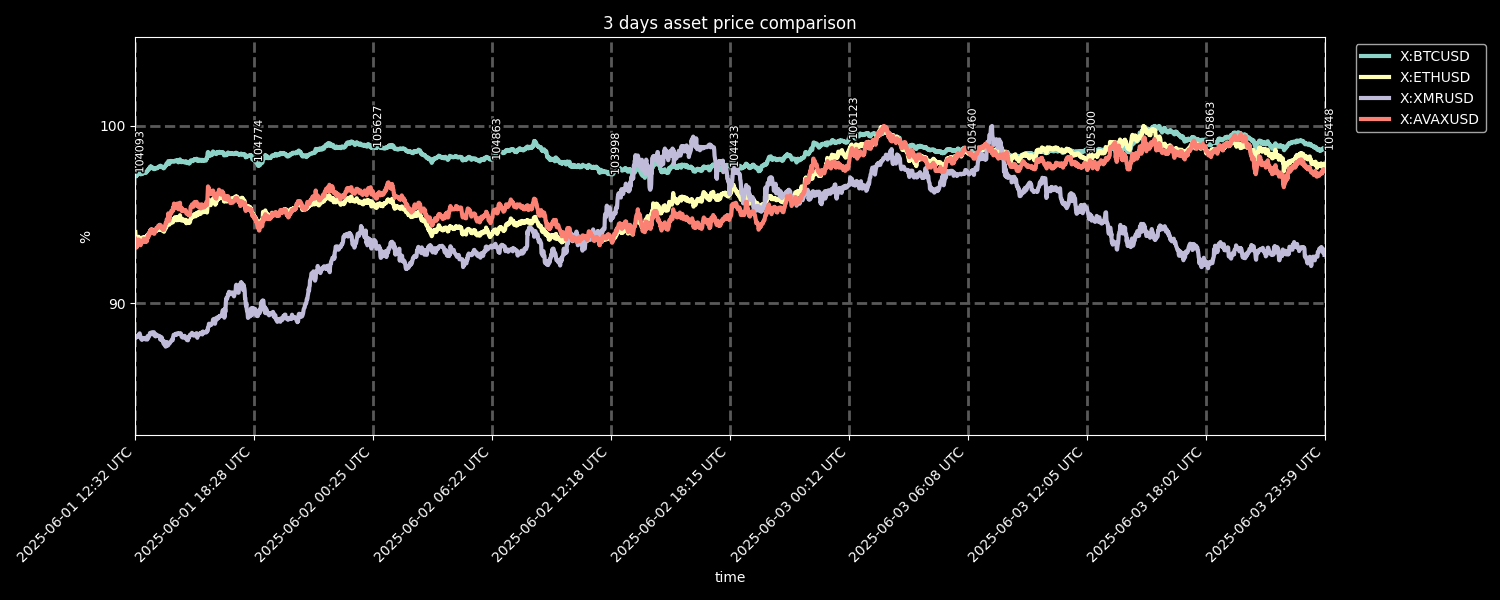 3 days asset price comparison
X:BTCUSD
X:ETHUSD
X:XMRUSD
X:AVAXUSD
%
100
90
104093
104774
105627
104863
103998
104433
106123
105460
105300
105863
105448
2025-06-01 12:32 UTC
2025-06-01 18:28 UTC
2025-06-02 00:25 UTC
2025-06-02 06:22 UTC
2025-06-02 12:18 UTC
2025-06-02 18:15 UTC
2025-06-03 00:12 UTC
2025-06-03 06:08 UTC
2025-06-03 12:05 UTC
2025-06-03 18:02 UTC
2025-06-03 23:59 UTC
time